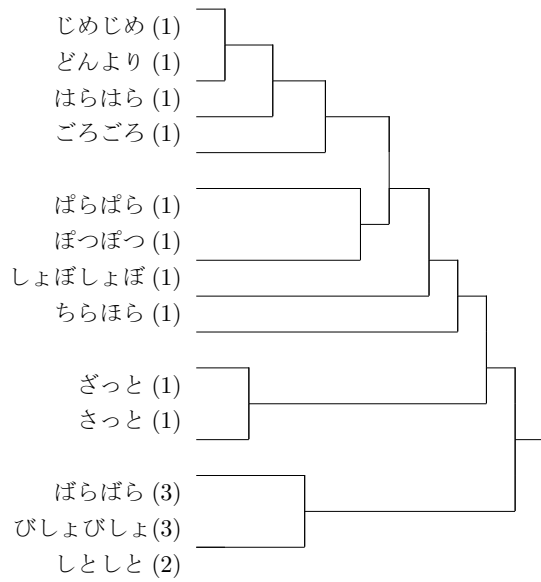 じめじめ (1)
どんより (1)
はらはら (1)
ごろごろ (1)
ぱらぱら (1)
ぽつぽつ (1)
しょぼしょぼ (1)
ちらほら (1)
ざっと (1)
さっと (1)
ばらばら (3)
びしょびしょ(3)
しとしと (2)